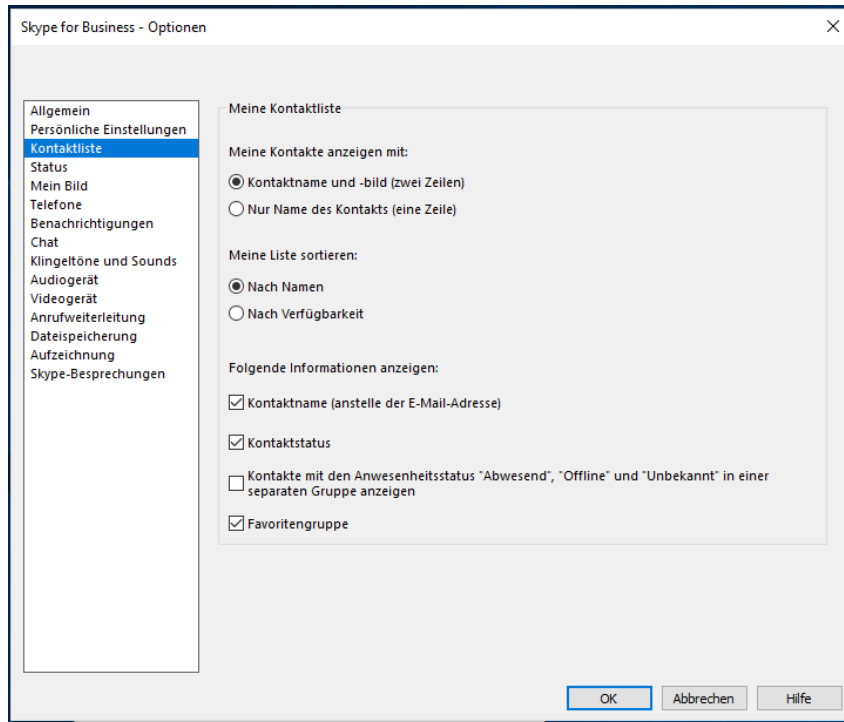 Skype for Business - Optionen
Allgemein
Persönliche Einstellungen
Kontaktliste
Status
Mein Bild
Telefone
Benachrichtigungen
Chat
Klingeltöne und Sounds
Audiogerät
Videogerät
Anrufweiterleitung
Dateispeicherung
Aufzeichnung
Skype-Besprechungen
Meine Kontaktliste
Meine Kontakte anzeigen mit:
Kontaktname und -bild (zwei Zeilen)
Nur Name des Kontakts (eine Zeile)
Meine Liste sortieren:
Nach Namen
Nach Verfügbarkeit
Folgende Informationen anzeigen:
Kontaktname (anstelle der E-Mail-Adresse)
Kontaktstatus
Kontakte mit den Anwesenheitsstatus "Abwesend", "Offline" und "Unbekannt" in einer
separaten Gruppe anzeigen
Favoritengruppe
OK
Abbrechen
Hilfe